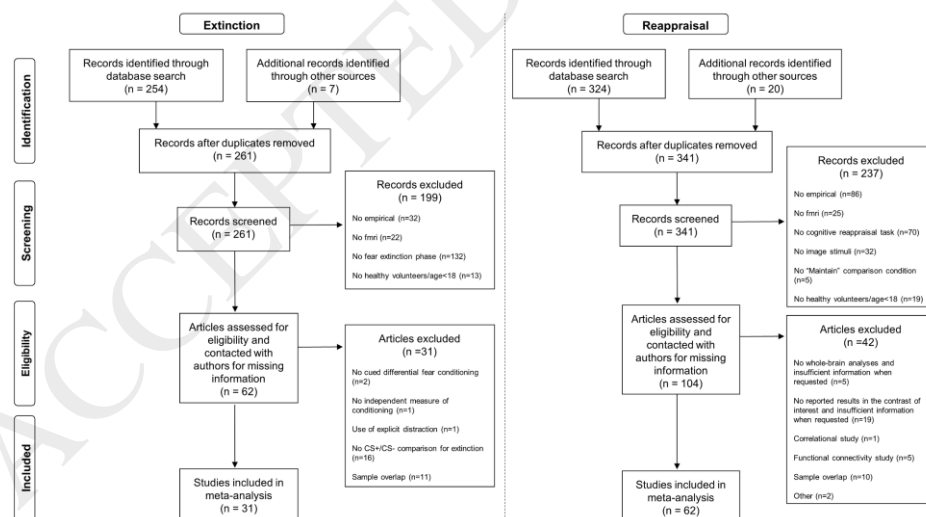 Extinction
Reappraisal
Identification
Screening
Eligibility
Included
Records identified through
database search
(n = 254)
Additional records identified
through other sources
(n = 7)
Records after duplicates removed
(n = 261)
Records screened
(n = 261)
Records excluded
(n = 199)
No empirical (n=32)
No fmri (n=22)
No fear extinction phase (n=132)
No healthy volunteers/age<18 (n=13)
Articles assessed for
eligibility and
contacted with
authors for missing
information
(n = 62)
Articles excluded
(n =31)
No cued differential fear conditioning
(n=2)
No independent measure of
conditioning (n=1)
Use of explicit distraction (n=1)
No CS+/CS- comparison for extinction
(n=16)
Sample overlap (n=11)
Studies included in
meta-analysis
(n = 31)
Records identified through
database search
(n = 324)
Additional records identified
through other sources
(n = 20)
Records after duplicates removed
(n = 341)
Records screened
(n = 341)
Records excluded
(n = 237)
No empirical (n=86)
No fmri (n=25)
No cognitive reappraisal task (n=70)
No image stimuli (n=32)
No "Maintain" comparison condition
(n=5)
No healthy volunteers/age<18 (n=19)
Articles assessed for
eligibility and
contacted with
authors for missing
information
(n = 104)
Articles excluded
(n =42)
No whole-brain analyses and
insufficient information when
requested (n=5)
No reported results in the contrast of
interest and insufficient information
when requested (n=19)
Correlational study (n=1)
Functional connectivity study (n=5)
Sample overlap (n=10)
Other (n=2)
Studies included in
meta-analysis
(n = 62)
ACCEPTE